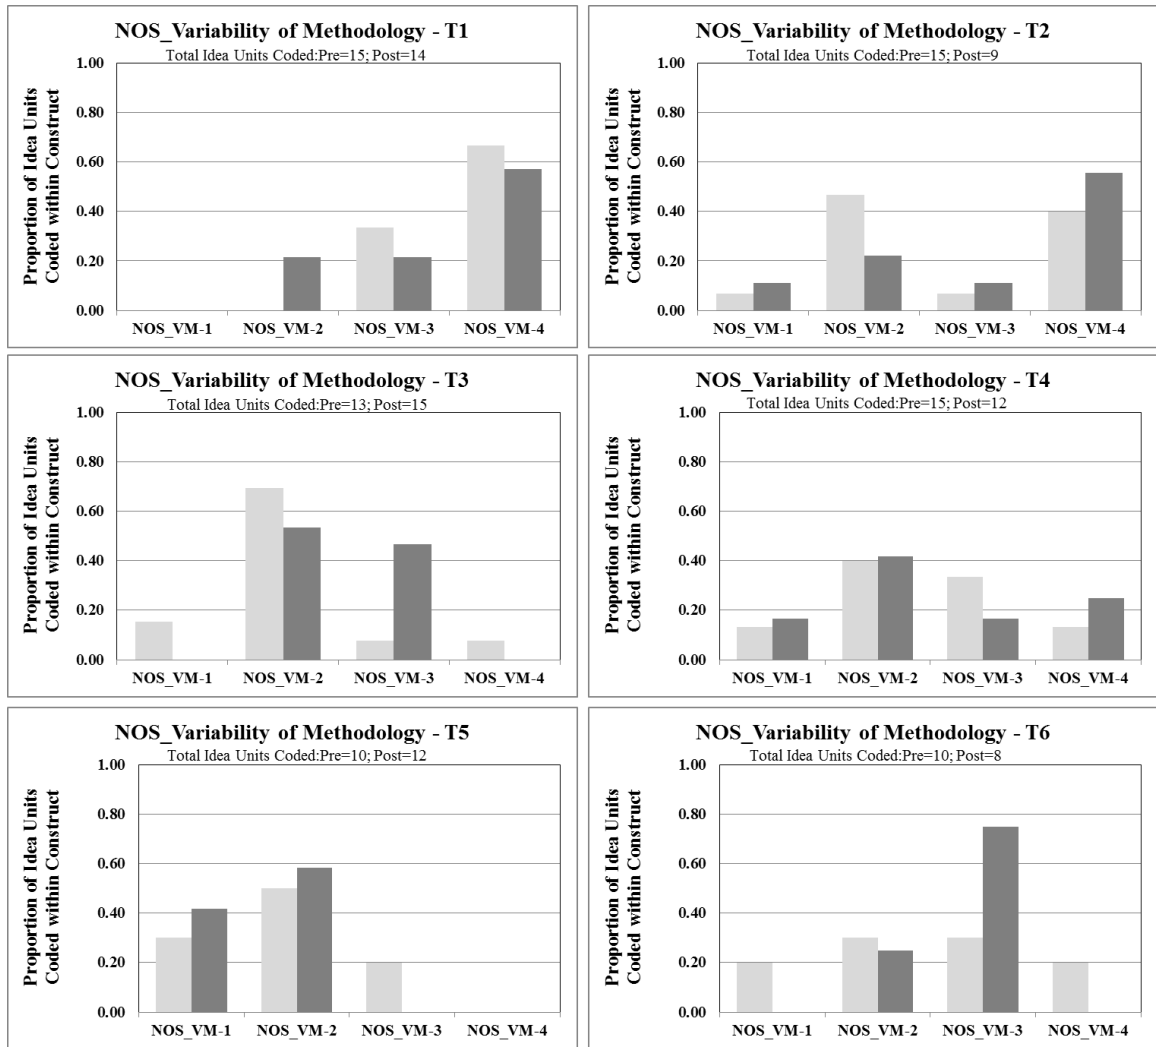 NOS_Variability of Methodology - T1
Total Idea Units Coded:Pre=15; Post=14
Proportion of Idea Units
Coded within Construct
1.00
0.80
0.60
0.40
0.20
0.00
NOS_VM-1 NOS_VM-2 NOS_VM-3 NOS_VM-4
NOS_Variability of Methodology - T2
Total Idea Units Coded:Pre=15; Post=9
Proportion of Idea Units
Coded within Construct
1.00
0.80
0.60
0.40
0.20
0.00
NOS_VM-1 NOS_VM-2 NOS_VM-3 NOS_VM-4
NOS_Variability of Methodology - T3
Total Idea Units Coded:Pre=13; Post=15
Proportion of Idea Units
Coded within Construct
1.00
0.80
0.60
0.40
0.20
0.00
NOS_VM-1 NOS_VM-2 NOS_VM-3 NOS_VM-4
NOS_Variability of Methodology - T4
Total Idea Units Coded:Pre=15; Post=12
Proportion of Idea Units
Coded within Construct
1.00
0.80
0.60
0.40
0.20
0.00
NOS_VM-1 NOS_VM-2 NOS_VM-3 NOS_VM-4
NOS_Variability of Methodology - T5
Total Idea Units Coded:Pre=10; Post=12
Proportion of Idea Units
Coded within Construct
1.00
0.80
0.60
0.40
0.20
0.00
NOS_VM-1 NOS_VM-2 NOS_VM-3 NOS_VM-4
NOS_Variability of Methodology - T6
Total Idea Units Coded:Pre=10; Post=8
Proportion of Idea Units
Coded within Construct
1.00
0.80
0.60
0.40
0.20
0.00
NOS_VM-1 NOS_VM-2 NOS_VM-3 NOS_VM-4